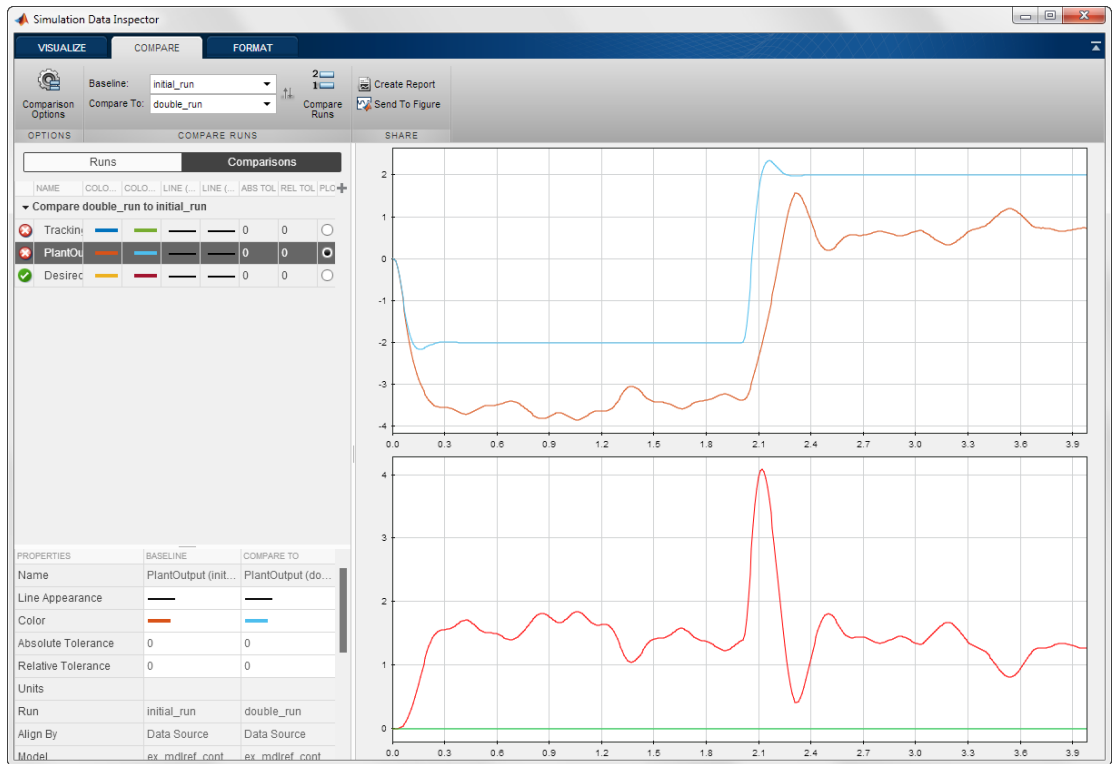 Simulation Data Inspector
VISUALIZE COMPARE FORMAT
Comparison Options
Baseline: initial_run
Compare To: double_run
2
1
Compare Runs
Create Report
Send To Figure
OPTIONS COMPARE RUNS SHARE
Runs Comparisons
NAME COLO... COLO... LINE (... LINE (... ABS TOL REL TOL PLO
Compare double_run to initial_run
Tracking 0 0
PlantOu 0 0
Desired 0 0
PROPERTIES BASELINE COMPARE TO
Name PlantOutput (init... PlantOutput (do...
Line Appearance
Color
Absolute Tolerance 0 0
Relative Tolerance 0 0
Units
Run initial_run double_run
Align By Data Source Data Source
Model ex_mdlref_cont ex_mdlref_cont
2
1
0
-1
-2
-3
-4
0.0 0.3 0.6 0.9 1.2 1.5 1.8 2.1 2.4 2.7 3.0 3.3 3.6 3.9
4
3
2
1
0
0.0 0.3 0.6 0.9 1.2 1.5 1.8 2.1 2.4 2.7 3.0 3.3 3.6 3.9